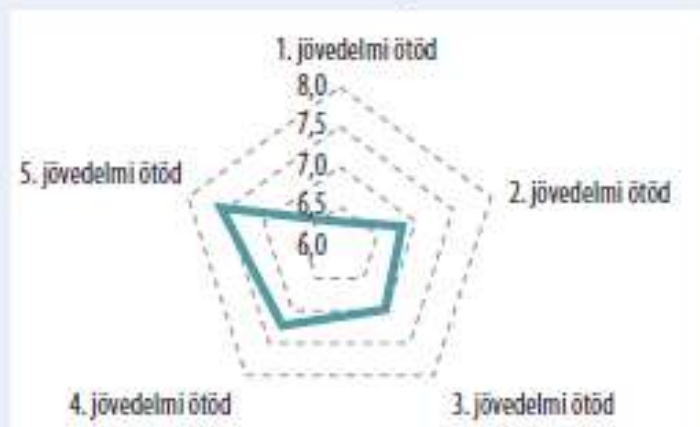 1. jövedelmi ötöd
8,0
7,5
7,0
6,5
6,0
5. jövedelmi ötöd
2. jövedelmi ötöd
4. jövedelmi ötöd
3. jövedelmi ötöd